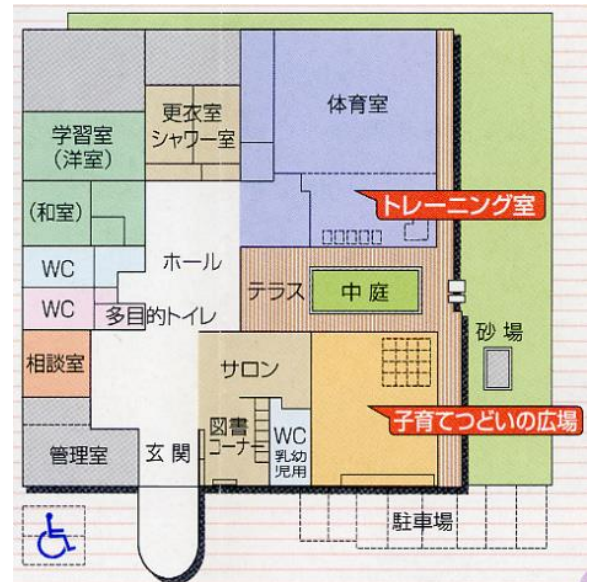 体育室
更衣室
シャワー室
学習室
(洋室)
トレーニング室
(和室)
ホール
WC
テラス
中庭
WC
多目的トイレ
砂場
相談室
サロン
子育てつどいの広場
図書
コーナー
WC
乳幼
児用
管理室
玄関
駐車場